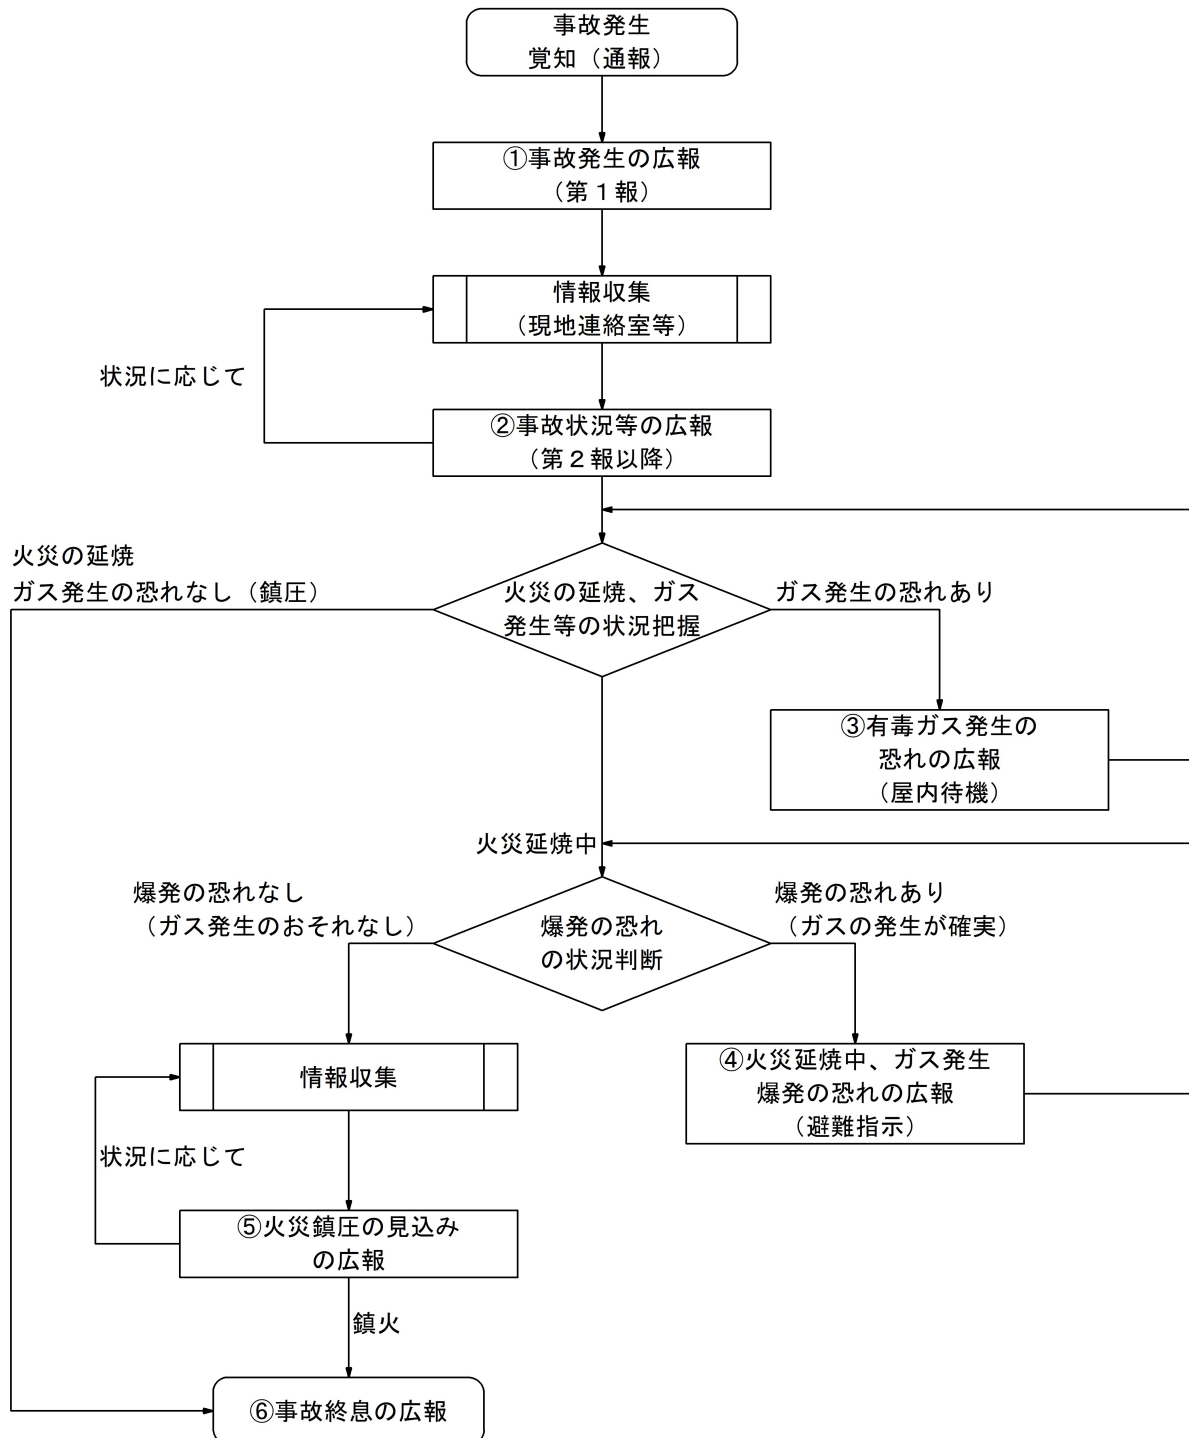 事故発生
覚知（通報）
①事故発生の広報
（第１報）
情報収集
（現地連絡室等）
状況に応じて
②事故状況等の広報
（第２報以降）
火災の延焼
ガス発生の恐れなし（鎮圧）
火災の延焼、ガス
発生等の状況把握
ガス発生の恐れあり
③有毒ガス発生の
恐れの広報
（屋内待機）
火災延焼中
爆発の恐れなし
（ガス発生のおそれなし）
爆発の恐れ
の状況判断
爆発の恐れあり
（ガスの発生が確実）
情報収集
④火災延焼中、ガス発生
爆発の恐れの広報
（避難指示）
状況に応じて
⑤火災鎮圧の見込み
の広報
鎮火
⑥事故終息の広報